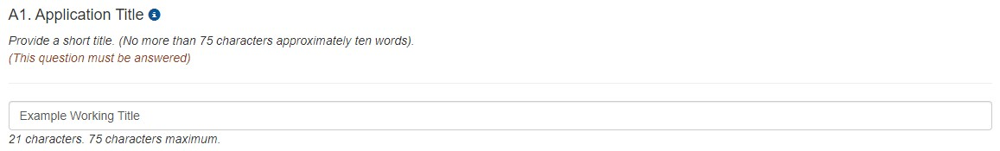 A1. Application Title
Provide a short title. (No more than 75 characters approximately ten words).
(This question must be answered)
Example Working Title
21 characters. 75 characters maximum.